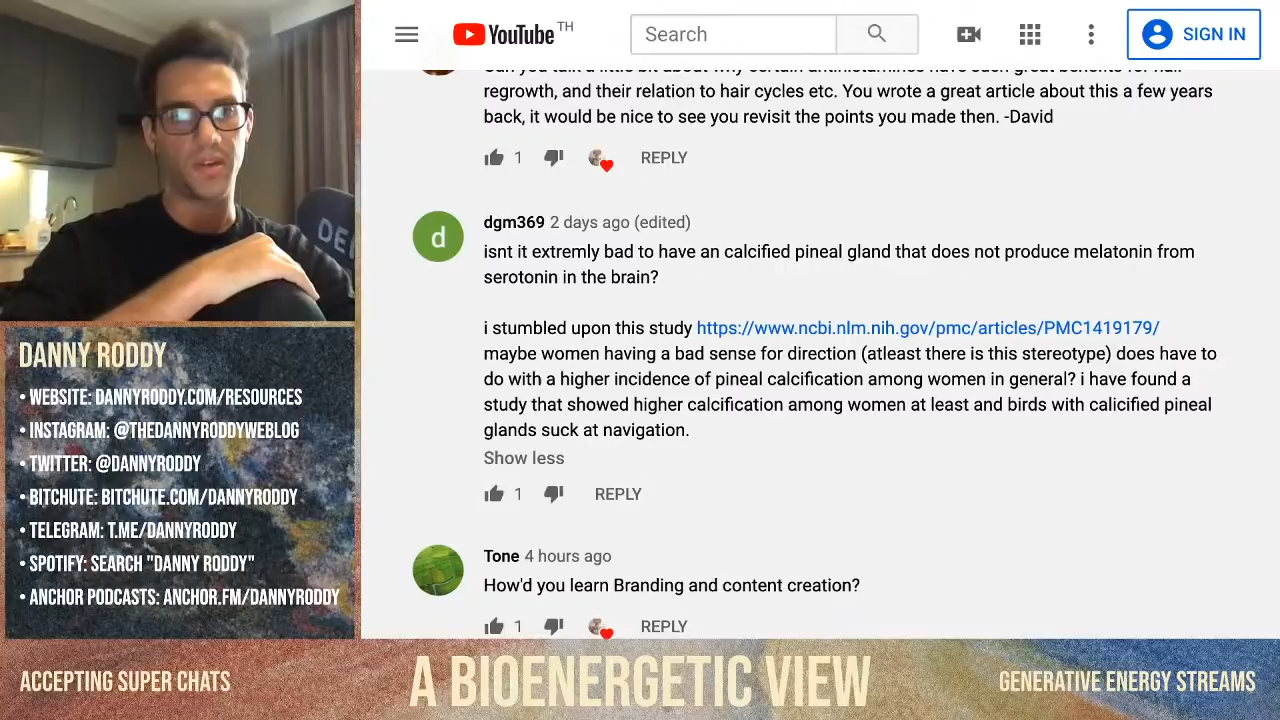 YouTube TH
Search
SIGN IN
regrowth, and their relation to hair cycles etc. You wrote a great article about this a few years
back, it would be nice to see you revisit the points you made then. -David
1
REPLY
d
dgm369 2 days ago (edited)
isnt it extremly bad to have an calcified pineal gland that does not produce melatonin from
serotonin in the brain?
i stumbled upon this study https://www.ncbi.nlm.nih.gov/pmc/articles/PMC1419179/
maybe women having a bad sense for direction (atleast there is this stereotype) does have to
do with a higher incidence of pineal calcification among women in general? i have found a
study that showed higher calcification among women at least and birds with calicified pineal
glands suck at navigation.
Show less
1
REPLY
Tone 4 hours ago
How'd you learn Branding and content creation?
1
REPLY
DANNY RODDY
• WEBSITE: DANNYRODDY.COM/RESOURCES
• INSTAGRAM: @THEDANNYRODDYWEBLOG
• TWITTER: @DANNYRODDY
• BITCHUTE: BITCHUTE.COM/DANNYRODDY
• TELEGRAM: T.ME/DANNYRODDY
• SPOTIFY: SEARCH "DANNY RODDY"
• ANCHOR PODCASTS: ANCHOR.FM/DANNYRODDY
ACCEPTING SUPER CHATS
A BIOENERGETIC VIEW
GENERATIVE ENERGY STREAMS